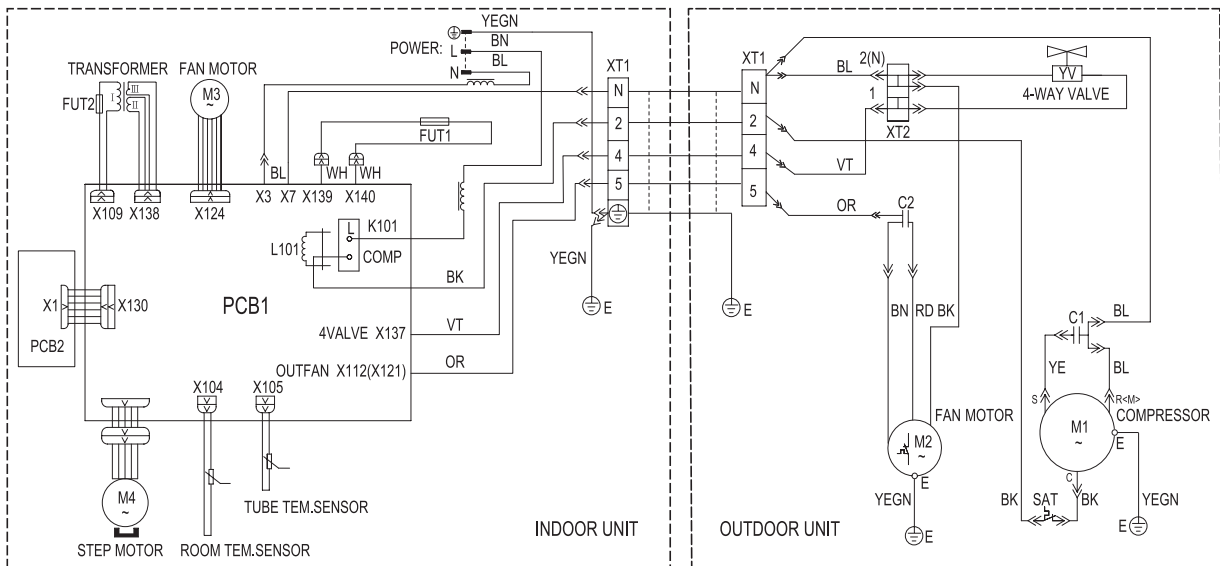 YEGN
BN
POWER: L
BL
N
TRANSFORMER
FAN MOTOR
FUT2
I
III
II
M3
~
BL
WH
WH
FUT1
X3
X7
X139
X140
X109
X138
X124
L
K101
L101
COMP
BK
PCB1
X1
X130
PCB2
4VALVE X137
VT
OUTFAN X112(X121)
OR
X104
X105
M4
~
STEP MOTOR
ROOM TEM.SENSOR
TUBE TEM.SENSOR
XT1
N
2
4
5
YEGN
E
INDOOR UNIT
XT1
N
2
4
5
BL
2(N)
1
XT2
YV
4-WAY VALVE
VT
OR
C2
E
BN
RD
BK
FAN MOTOR
M2
~
E
YEGN
E
C1
BL
YE
BL
S
R<M>
COMPRESSOR
M1
~
E
C
BK
SAT
BK
YEGN
E
OUTDOOR UNIT